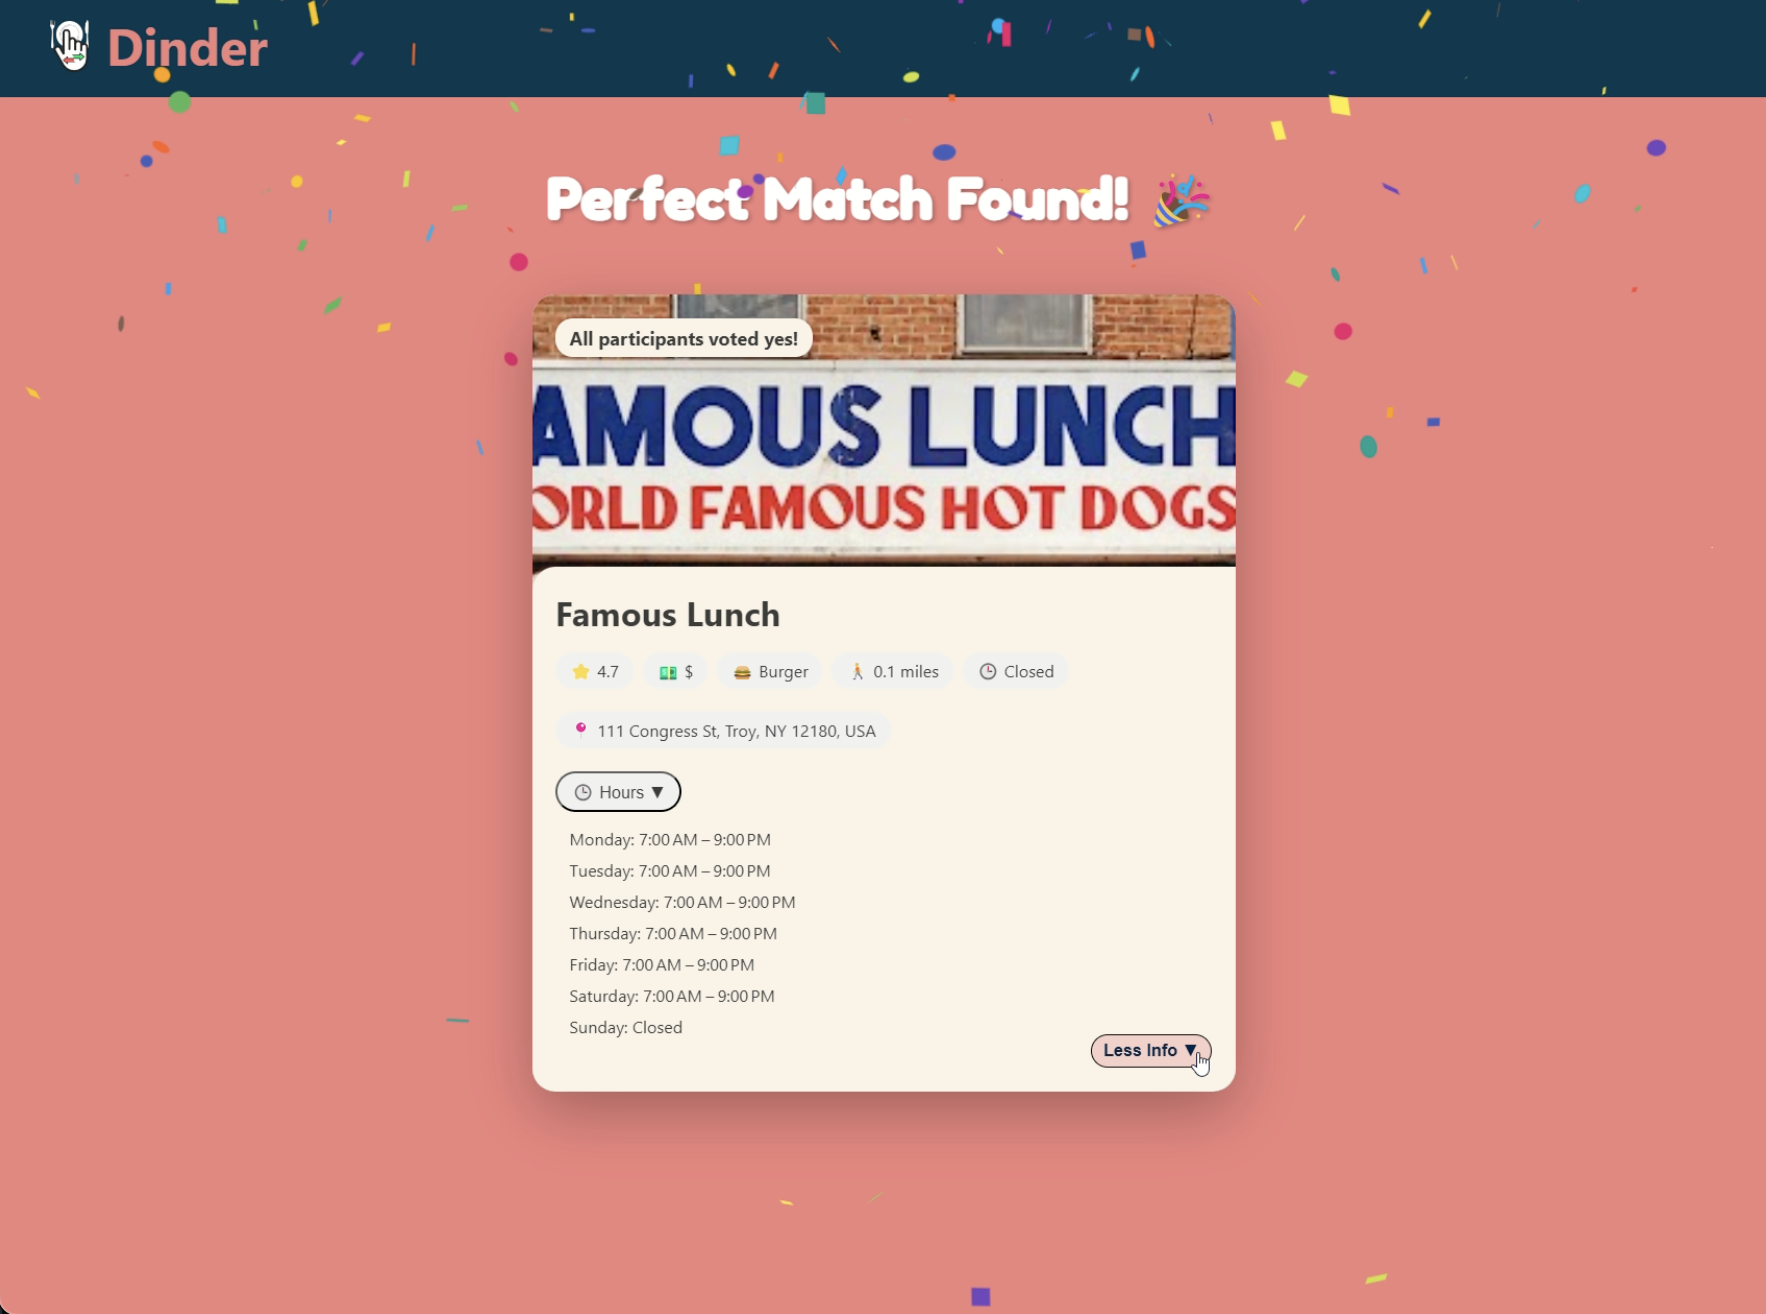 Dinder
Perfect Match Found!
All participants voted yes!
AMOUS LUNCH
ORLD FAMOUS HOT DOGS
Famous Lunch
4.7
$
Burger
0.1 miles
Closed
111 Congress St, Troy, NY 12180, USA
Hours ▼
Monday: 7:00 AM – 9:00 PM
Tuesday: 7:00 AM – 9:00 PM
Wednesday: 7:00 AM – 9:00 PM
Thursday: 7:00 AM – 9:00 PM
Friday: 7:00 AM – 9:00 PM
Saturday: 7:00 AM – 9:00 PM
Sunday: Closed
Less Info ▼